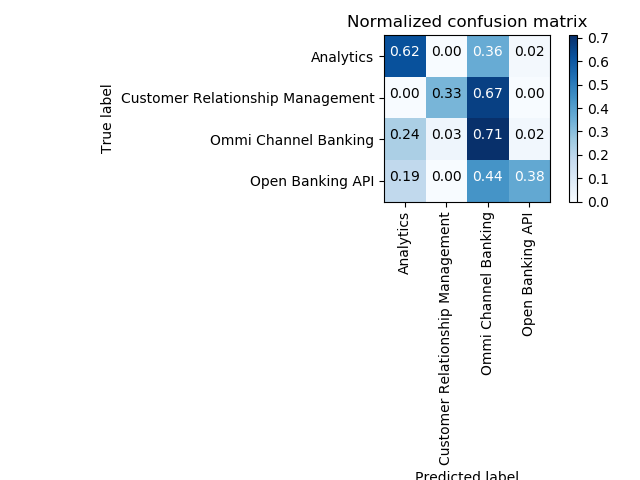 Normalized confusion matrix
True label
Analytics 0.62 0.00 0.36 0.02
Customer Relationship Management 0.00 0.33 0.67 0.00
Ommi Channel Banking 0.24 0.03 0.71 0.02
Open Banking API 0.19 0.00 0.44 0.38
Analytics
Customer Relationship Management
Ommi Channel Banking
Open Banking API
Predicted label
0.7
0.6
0.5
0.4
0.3
0.2
0.1
0.0